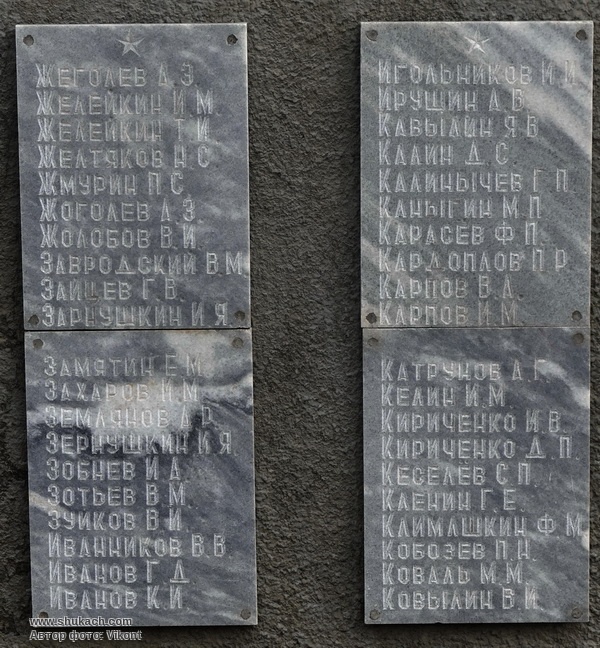 ЖЕГОЛЕВ Д.З.
ЖЕЛЕЙКИН И.М.
ЖЕЛЕЙКИН Т.И.
ЖЕЛТЯКОВ Н.С.
ЖМУРИН П.С.
ЖОГОЛЕВ Д.З.
ЖОЛОБОВ В.И.
ЗАВРОДСКИЙ В.М.
ЗАЙЦЕВ Г.В.
ЗАРНУШКИН И.Я.
ЗАМЯТИН Е.М.
ЗАХАРОВ И.М.
ЗЕМЛЯНОВ А.Р.
ЗЕРНУШКИН И.Я.
ЗОБНЕВ И.А.
ЗОТЬЕВ В.М.
ЗУЙКОВ В.И.
ИВАННИКОВ В.В.
ИВАНОВ Г.Д.
ИВАНОВ К.И.
ИГОЛЬНИКОВ И.И.
ИРУШИН А.Б.
КАВЫЛИН Я.В.
КАЛИН Д.С.
КАЛИНЫЧЕВ Г.П.
КАНЫГИН М.П.
КАРАСЕВ Ф.П.
КАРДОПЛОВ П.Р.
КАРПОВ В.А.
КАРПОВ И.М.
КАТРУНОВ А.Г.
КЕЛИН И.М.
КИРИЧЕНКО И.В.
КИРИЧЕНКО Д.П.
КЕСЕЛЕВ С.П.
КЛЕНИН Г.Е.
КЛИМАШКИН Ф.М.
КОБОЗЕВ П.Н.
КОВАЛЬ М.М.
КОВЫЛИН В.И.
www.shukach.com
Автор фото: Vikont